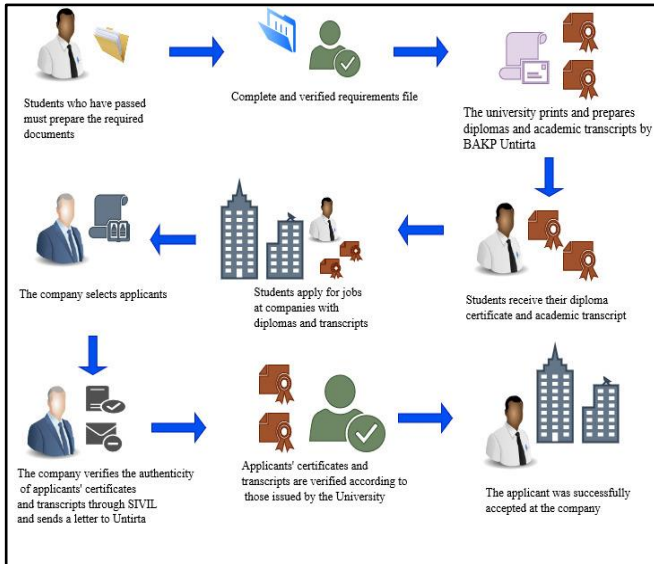 Students who have passed
must prepare the required
documents
Complete and verified requirements file
The university prints and prepares
diplomas and academic transcripts by
BAKP Untirta
Students receive their diploma
certificate and academic transcript
Students apply for jobs
at companies with
diplomas and transcripts
The company selects applicants
The company verifies the authenticity
of applicants' certificates
and transcripts through SIVIL
and sends a letter to Untirta
Applicants' certificates and
transcripts are verified according to
those issued by the University
The applicant was successfully
accepted at the company